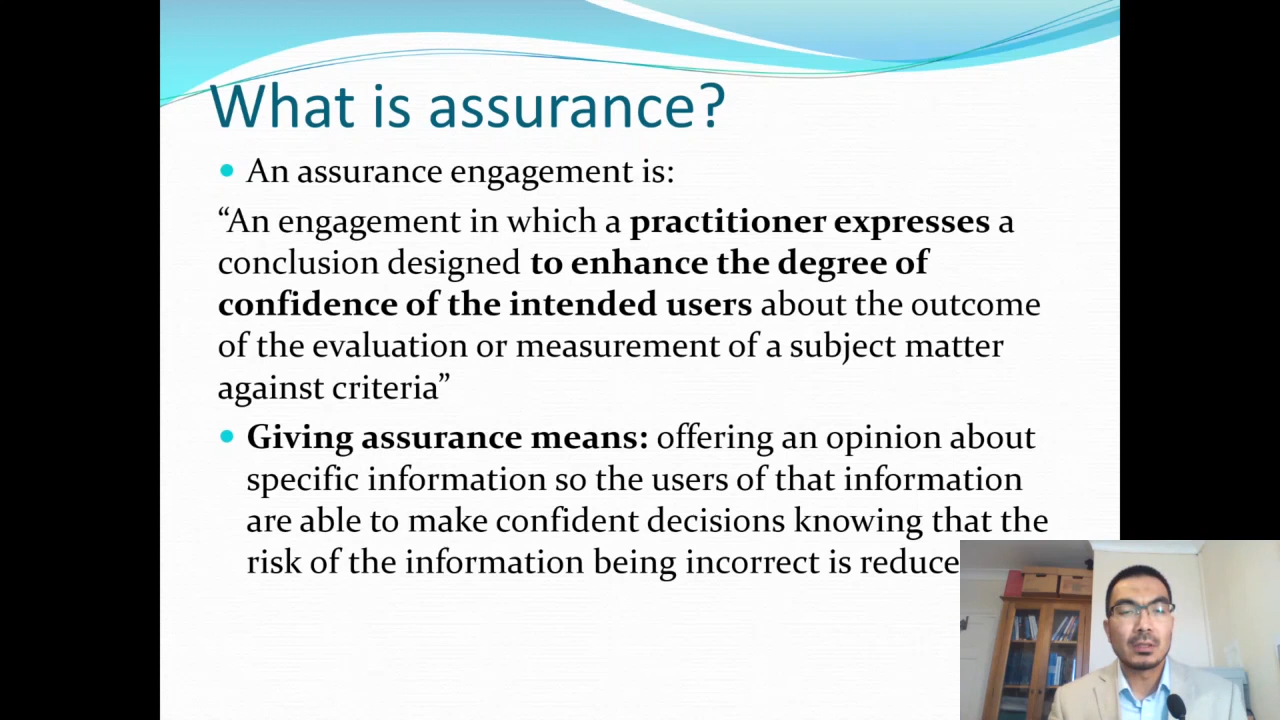 What is assurance?
• An assurance engagement is:
“An engagement in which a practitioner expresses a
conclusion designed to enhance the degree of
confidence of the intended users about the outcome
of the evaluation or measurement of a subject matter
against criteria”
• Giving assurance means: offering an opinion about
specific information so the users of that information
are able to make confident decisions knowing that the
risk of the information being incorrect is reduce